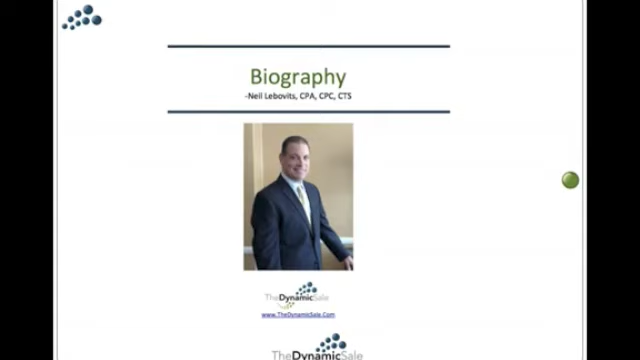 Biography
-Neil Lebovits, CPA, CPC, CTS
TheDynamicSale
www.TheDynamicSale.Com
TheDynamicSale